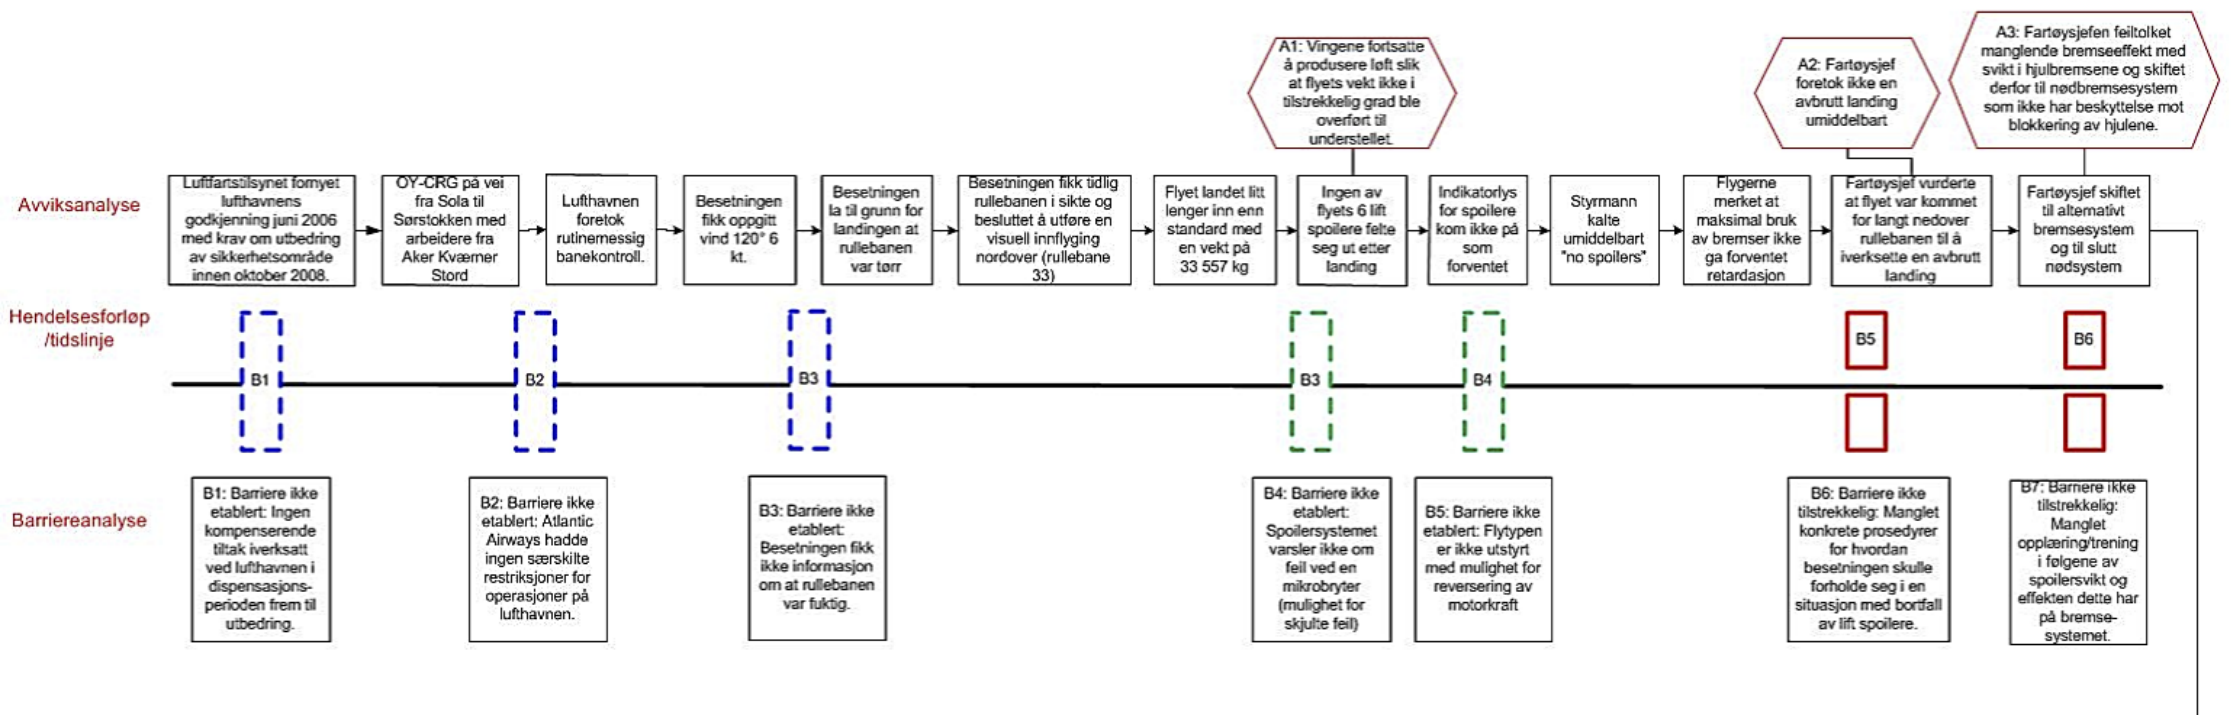 A1: Vingene fortsatte
å produsere løft slik
at flyets vekt ikke i
tilstrekkelig grad ble
overført til
understellet.
A2: Fartøysjef
foretok ikke en
avbrutt landing
umiddelbart
A3: Fartøysjefen feiltolket
manglende bremseeffekt med
svikt i hjulbremsene og skiftet
derfor til nødbremsesystem
som ikke har beskyttelse mot
blokkering av hjulene.
Avviksanalyse
Luftfartstilsynet fornyet
lufthavnens
godkjenning juni 2006
med krav om utbedring
av sikkerhetsområde
innen oktober 2008.
OY-CRG på vei
fra Sola til
Sørstokken med
arbeidere fra
Aker Kværner
Stord
Lufthavnen
foretok
rutinemessig
banekontroll.
Besetningen
fikk oppgitt
vind 120° 6
kt.
Besetningen
la til grunn for
landingen at
rullebanen
var tørr
Besetningen fikk tidlig
rullebanen i sikte og
besluttet å utføre en
visuell innflyging
nordover (rullebane
33)
Flyet landet litt
lenger inn enn
standard med
en vekt på
33 557 kg
Ingen av
flyets 6 lift
spoilere felte
seg ut etter
landing
Indikatorlys
for spoilere
kom ikke på
som
forventet
Styrmann
kalte
umiddelbart
"no spoilers"
Flygerne
merket at
maksimal bruk
av bremser ikke
ga forventet
retardasjon
Fartøysjef vurderte
at flyet var kommet
for langt nedover
rullebanen til å
iverksette en avbrutt
landing
Fartøysjef skiftet
til alternativt
bremsesystem
og til slutt
nødsystem
Hendelsesforløp
/tidslinje
B1
B2
B3
B3
B4
B5
B6
Barriereanalyse
B1: Barriere ikke
etablert: Ingen
kompenserende
tiltak iverksatt
ved lufthavnen i
dispensasjons-
perioden frem til
utbedring.
B2: Barriere ikke
etablert: Atlantic
Airways hadde
ingen særskilte
restriksjoner for
operasjoner på
lufthavnen.
B3: Barriere ikke
etablert:
Besetningen fikk
ikke informasjon
om at rullebanen
var fuktig.
B4: Barriere ikke
etablert:
Spoilersystemet
varsler ikke om
feil ved en
mikrobryter
(mulighet for
skjulte feil)
B5: Barriere ikke
etablert: Flytypen
er ikke utstyrt
med mulighet for
reversering av
motorkraft
B6: Barriere ikke
tilstrekkelig: Manglet
konkrete prosedyrer
for hvordan
besetningen skulle
forholde seg i en
situasjon med bortfall
av lift spoilere.
B7: Barriere ikke
tilstrekkelig:
Manglet
opplæring/trening
i følgene av
spoilersvikt og
effekten dette har
på bremse-
systemet.